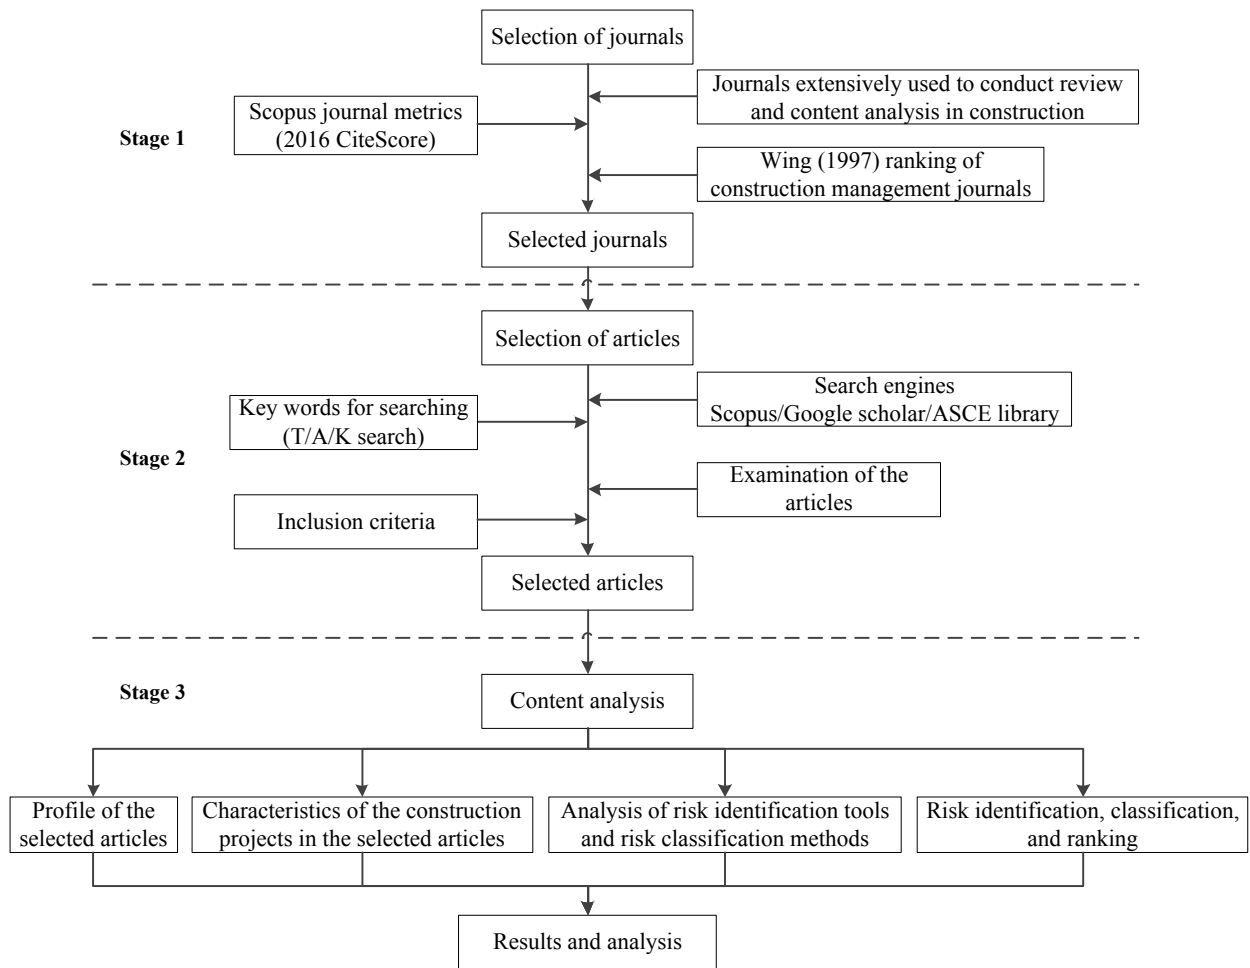 Selection of journals
Journals extensively used to conduct review
and content analysis in construction
Scopus journal metrics
(2016 CiteScore)
Stage 1
Wing (1997) ranking of
construction management journals
Selected journals
Selection of articles
Search engines
Scopus/Google scholar/ASCE library
Key words for searching
(T/A/K search)
Stage 2
Examination of the
articles
Inclusion criteria
Selected articles
Stage 3
Content analysis
Profile of the
selected articles
Characteristics of the construction
projects in the selected articles
Analysis of risk identification tools
and risk classification methods
Risk identification, classification,
and ranking
Results and analysis